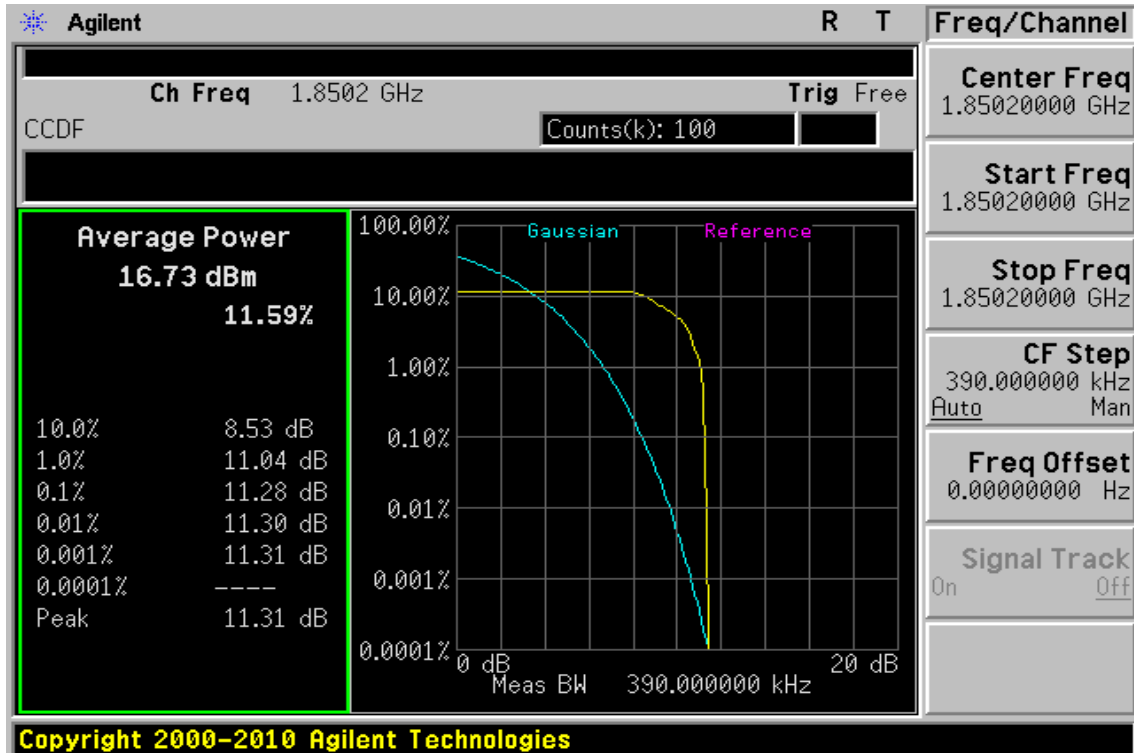 Agilent R T
Ch Freq 1.8502 GHz Trig Free
CCDF Counts(k): 100
Average Power
16.73 dBm
11.59%
10.0% 8.53 dB
1.0% 11.04 dB
0.1% 11.28 dB
0.01% 11.30 dB
0.001% 11.31 dB
0.0001% ----
Peak 11.31 dB
Gaussian Reference
100.00%
10.00%
1.00%
0.10%
0.01%
0.001%
0.0001%
0 dB 20 dB
Meas BW 390.000000 kHz
Freq/Channel
Center Freq
1.85020000 GHz
Start Freq
1.85020000 GHz
Stop Freq
1.85020000 GHz
CF Step
390.000000 kHz
Auto Man
Freq Offset
0.00000000 Hz
Signal Track
On Off
Copyright 2000-2010 Agilent Technologies